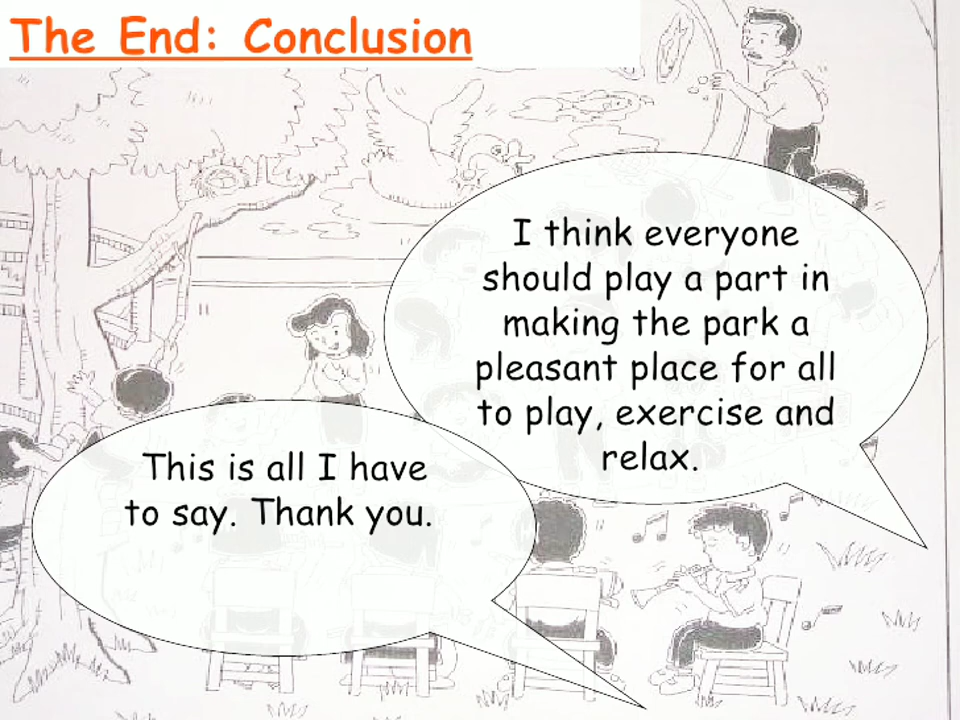 The End: Conclusion
I think everyone
should play a part in
making the park a
pleasant place for all
to play, exercise and
relax.
This is all I have
to say. Thank you.